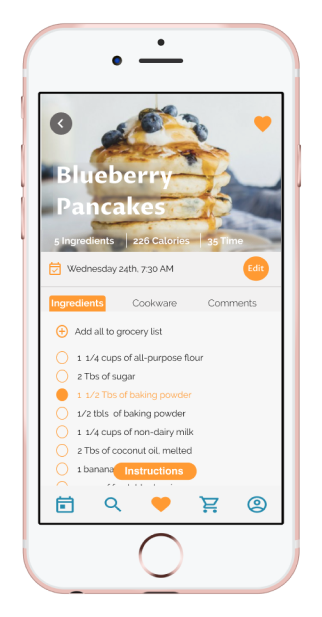 Blueberry
Pancakes
5 Ingredients 226 Calories 35 Time
Wednesday 24th, 7:30 AM Edit
Ingredients Cookware Comments
Add all to grocery list
1 1/4 cups of all-purpose flour
2 Tbs of sugar
1 1/2 Tbs of baking powder
1/2 tbls of baking powder
1 1/4 cups of non-dairy milk
2 Tbs of coconut oil, melted
1 banana
Instructions